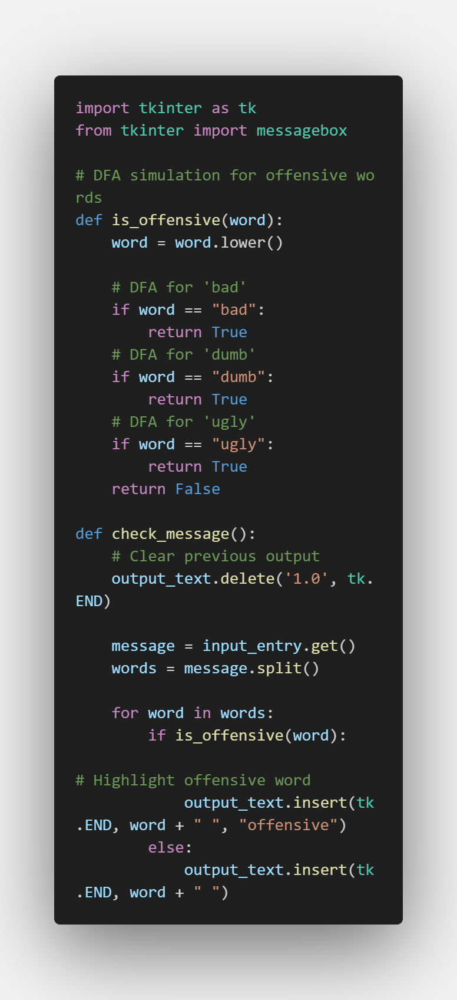 import tkinter as tk
from tkinter import messagebox

# DFA simulation for offensive wo
rds
def is_offensive(word):
    word = word.lower()

    # DFA for 'bad'
    if word == "bad":
        return True
    # DFA for 'dumb'
    if word == "dumb":
        return True
    # DFA for 'ugly'
    if word == "ugly":
        return True
    return False

def check_message():
    # Clear previous output
    output_text.delete('1.0', tk.
END)

    message = input_entry.get()
    words = message.split()

    for word in words:
        if is_offensive(word):

# Highlight offensive word
            output_text.insert(tk
.END, word + " ", "offensive")
        else:
            output_text.insert(tk
.END, word + " ")